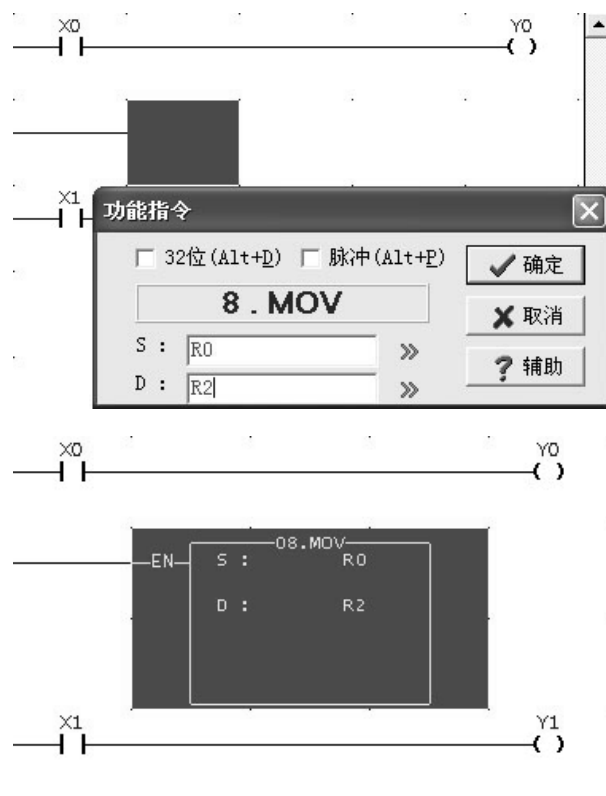 X0 Y0
X1
功能指令
32位(Alt+D) 脉冲(Alt+P)
8.MOV
S : R0
D : R2
确定
取消
辅助
X0 Y0
08.MOV
EN S : R0
D : R2
X1 Y1